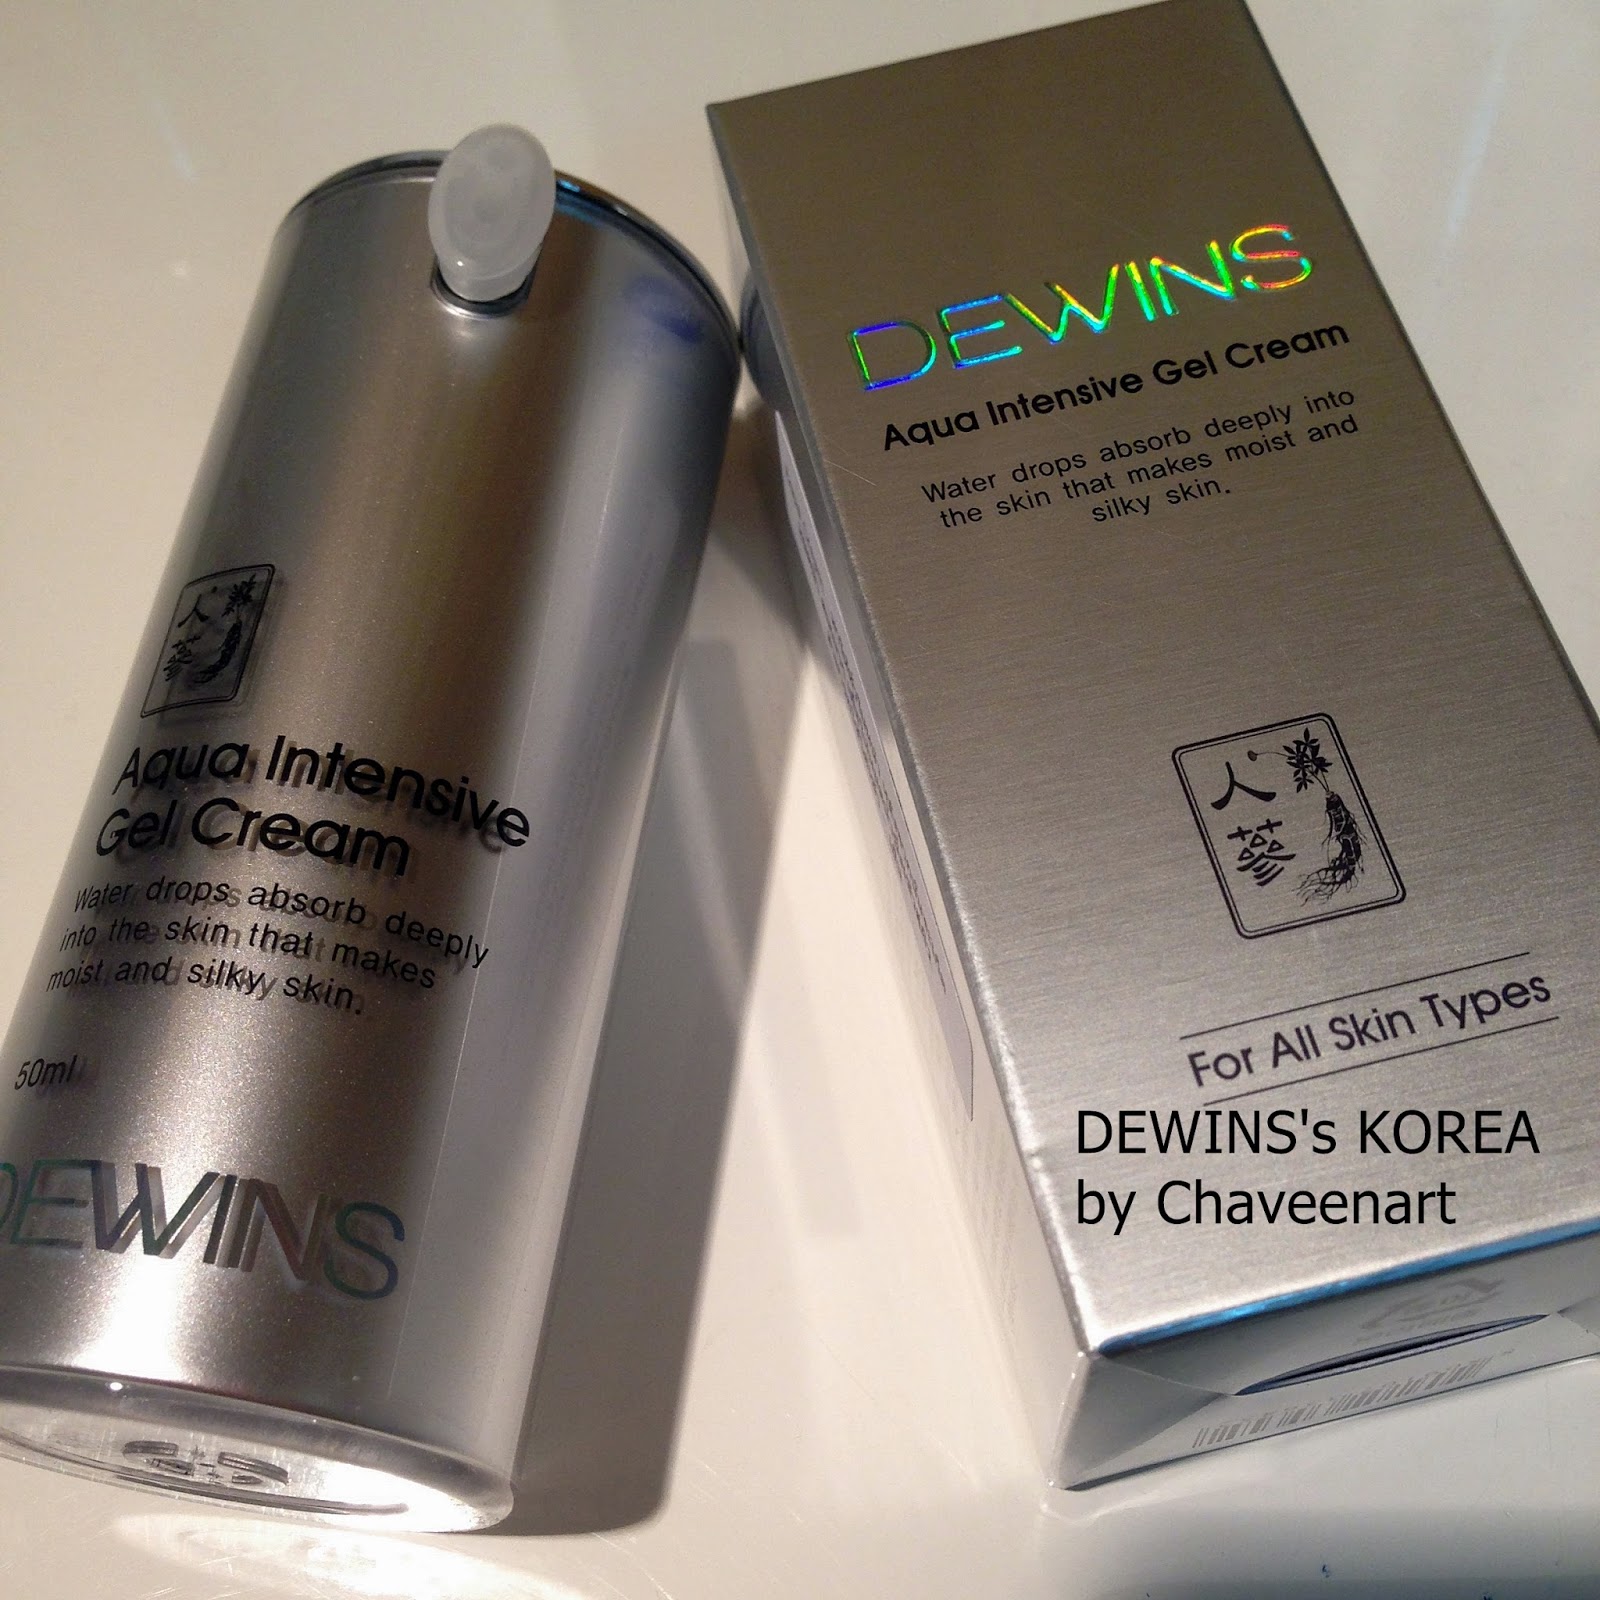 人
蔘
Aqua Intensive
Gel Cream
Water drops absorb deeply
into the skin that makes
moist and silky skin.
50ml
DEWINS
DEWINS
Aqua Intensive Gel Cream
Water drops absorb deeply into
the skin that makes moist and
silky skin.
人
蔘
For All Skin Types
DEWINS's KOREA
by Chaveenart